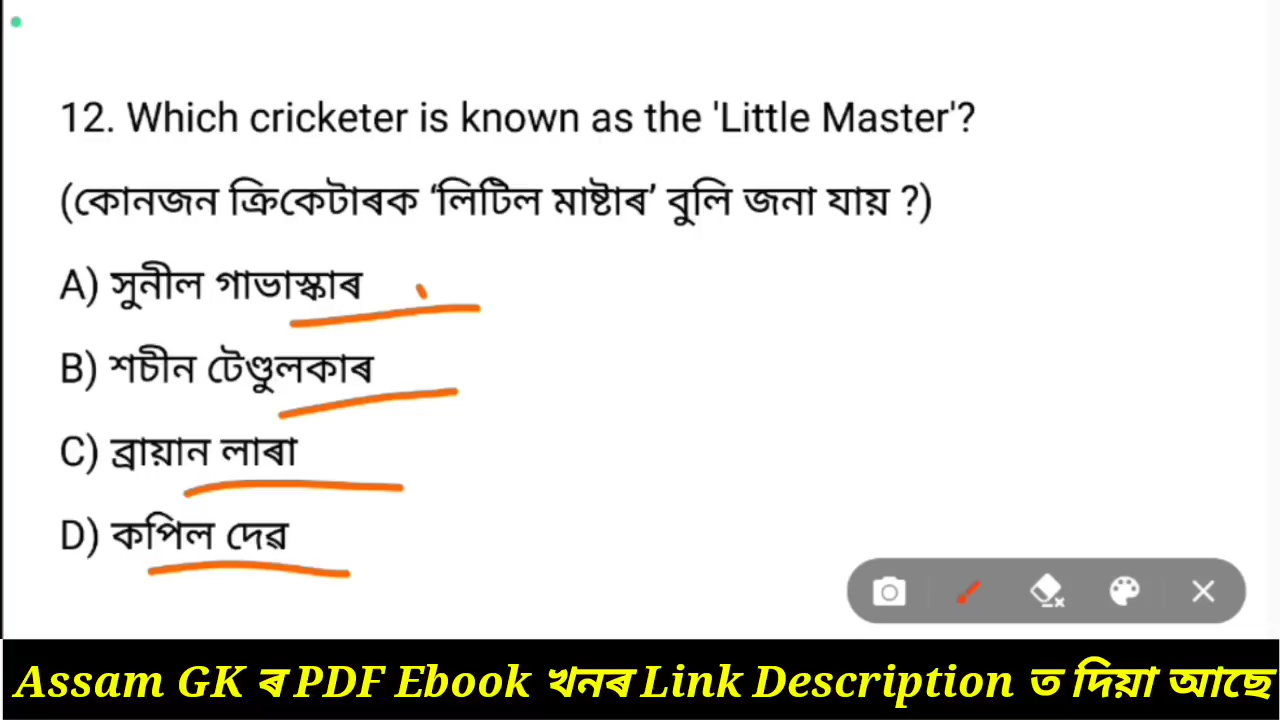 12. Which cricketer is known as the 'Little Master'?
(কোনজন ক্ৰিকেটাৰক ‘লিটিল মাষ্টাৰ’ বুলি জনা যায় ?)
A) সুনীল গাভাস্কাৰ
B) শচীন টেণ্ডুলকাৰ
C) ব্ৰায়ান লাৰা
D) কপিল দেৱ
Assam GK ৰ PDF Ebook খনৰ Link Description ত দিয়া আছে